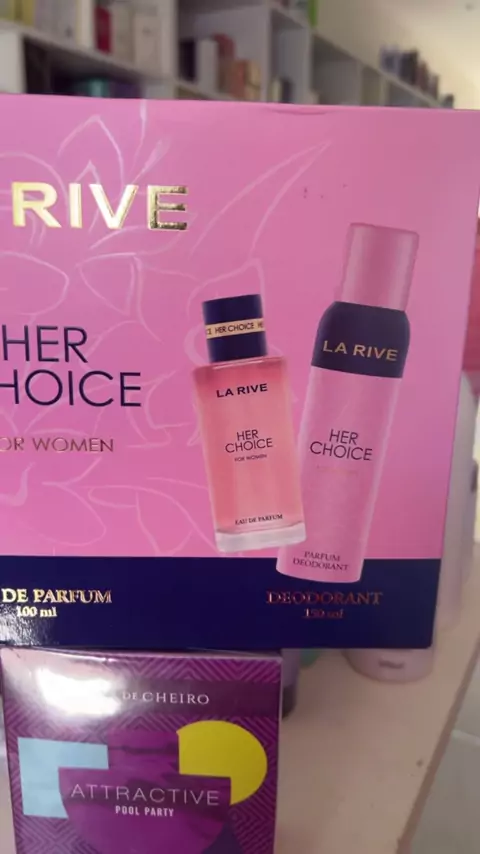 RIVE
HER
HOICE
OR WOMEN
HER CHOICE
LA RIVE
HER
CHOICE
FOR WOMEN
EAU DE PARFUM
LA RIVE
HER
CHOICE
PARFUM
DEODORANT
DE PARFUM
100 ml
DEODORANT
150 ml
DE CHEIRO
ATTRACTIVE
POOL PARTY